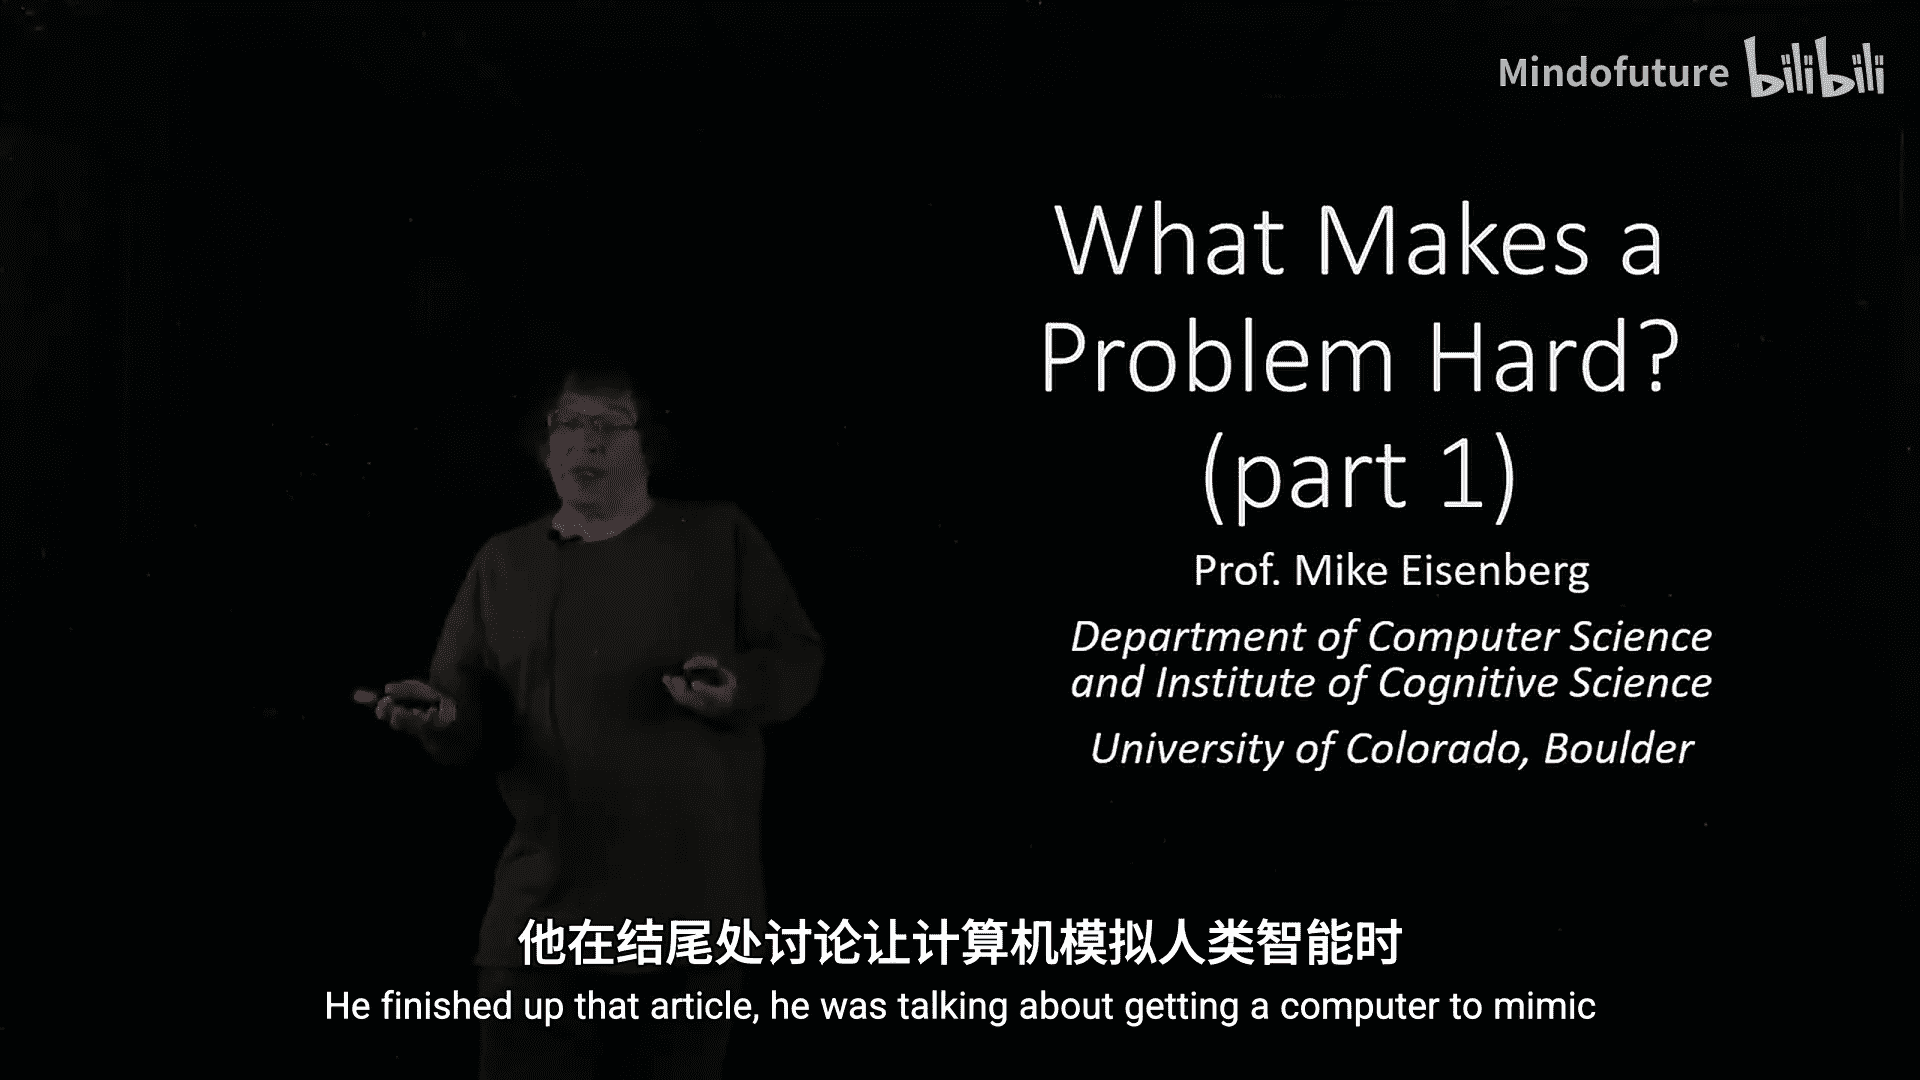 Mindofuture bilibili
What Makes a
Problem Hard?
(part 1)
Prof. Mike Eisenberg
Department of Computer Science
and Institute of Cognitive Science
University of Colorado, Boulder
他在结尾处讨论让计算机模拟人类智能时
He finished up that article, he was talking about getting a computer to mimic